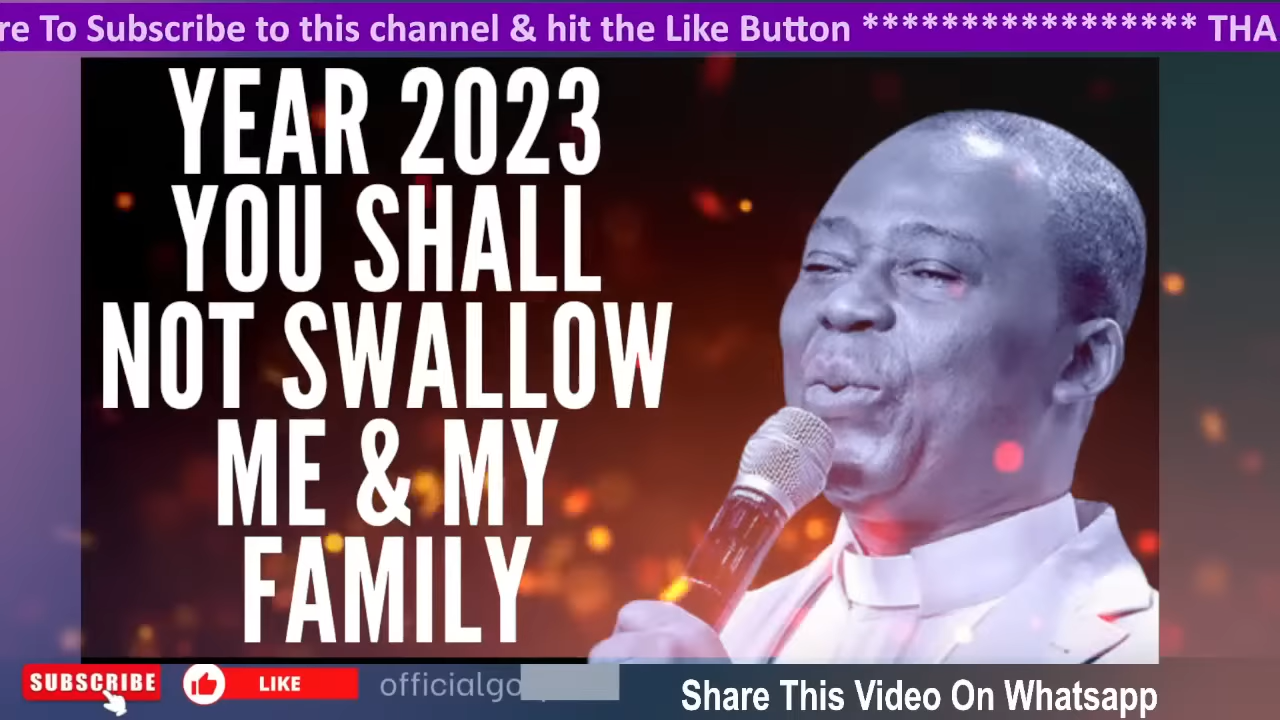 re To Subscribe to this channel & hit the Like Button ***************** THA
YEAR 2023
YOU SHALL
NOT SWALLOW
ME & MY
FAMILY
SUBSCRIBE
LIKE
Share This Video On Whatsapp